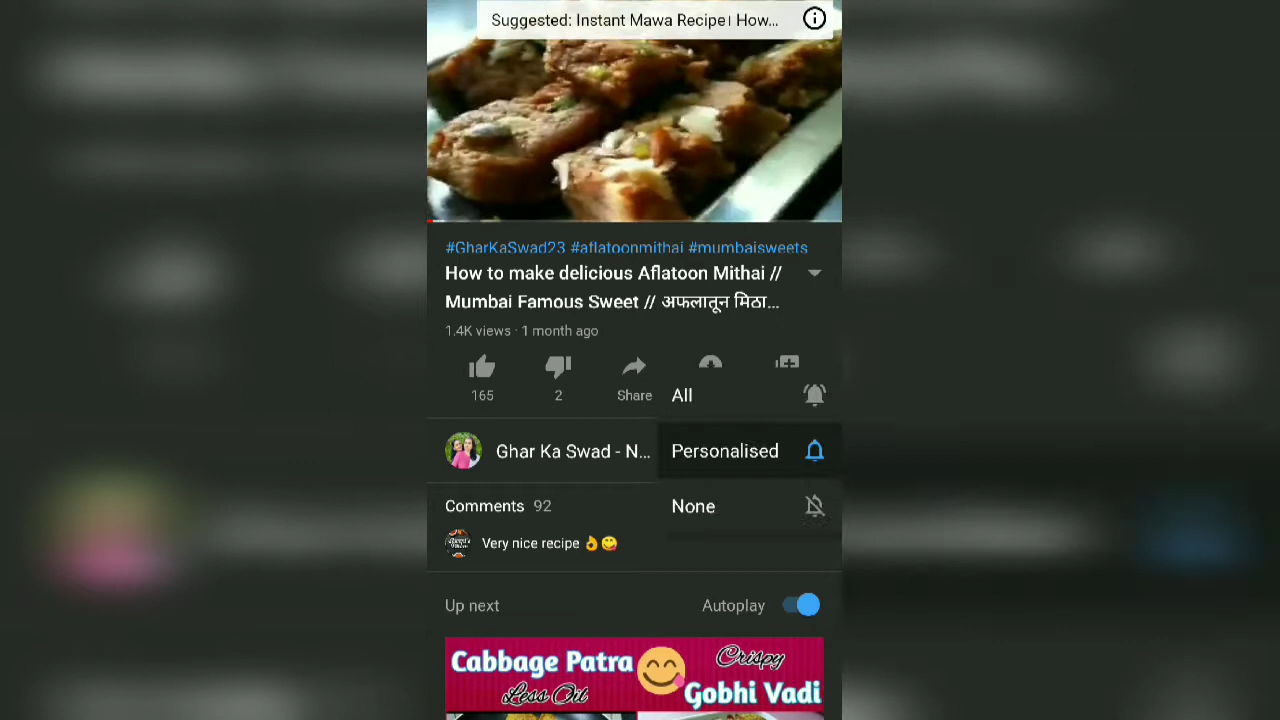 Suggested: Instant Mawa Recipe। How...
#GharKaSwad23 #aflatoonmithai #mumbaisweets
How to make delicious Aflatoon Mithai //
Mumbai Famous Sweet // अफलातून मिठा...
1.4K views · 1 month ago
165
2
Share
All
Ghar Ka Swad - N...
Personalised
Comments 92
None
Very nice recipe 👌😋
Up next
Autoplay
Cabbage Patra
Less Oil
Crispy
Gobhi Vadi